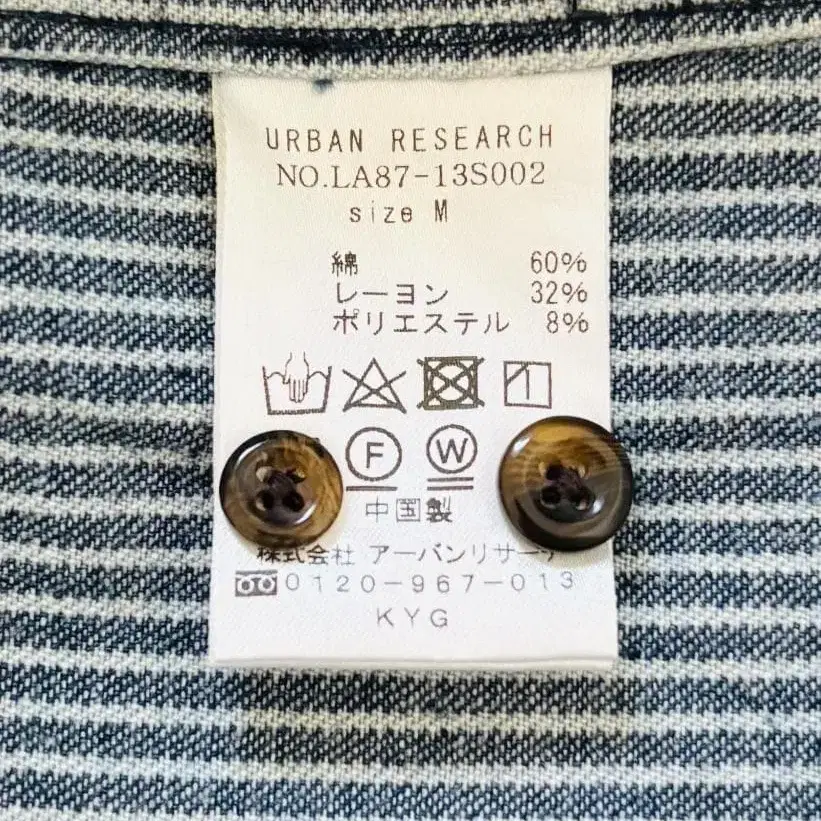 URBAN RESEARCH
NO.LA87-13S002
size M
綿 60%
レーヨン 32%
ポリエステル 8%
F W
中国製
株式会社 アーバンリサーチ
0120-967-013
KYG